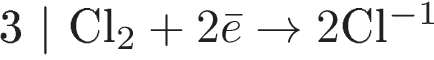 3 | Cl₂ + 2ē → 2Cl⁻¹